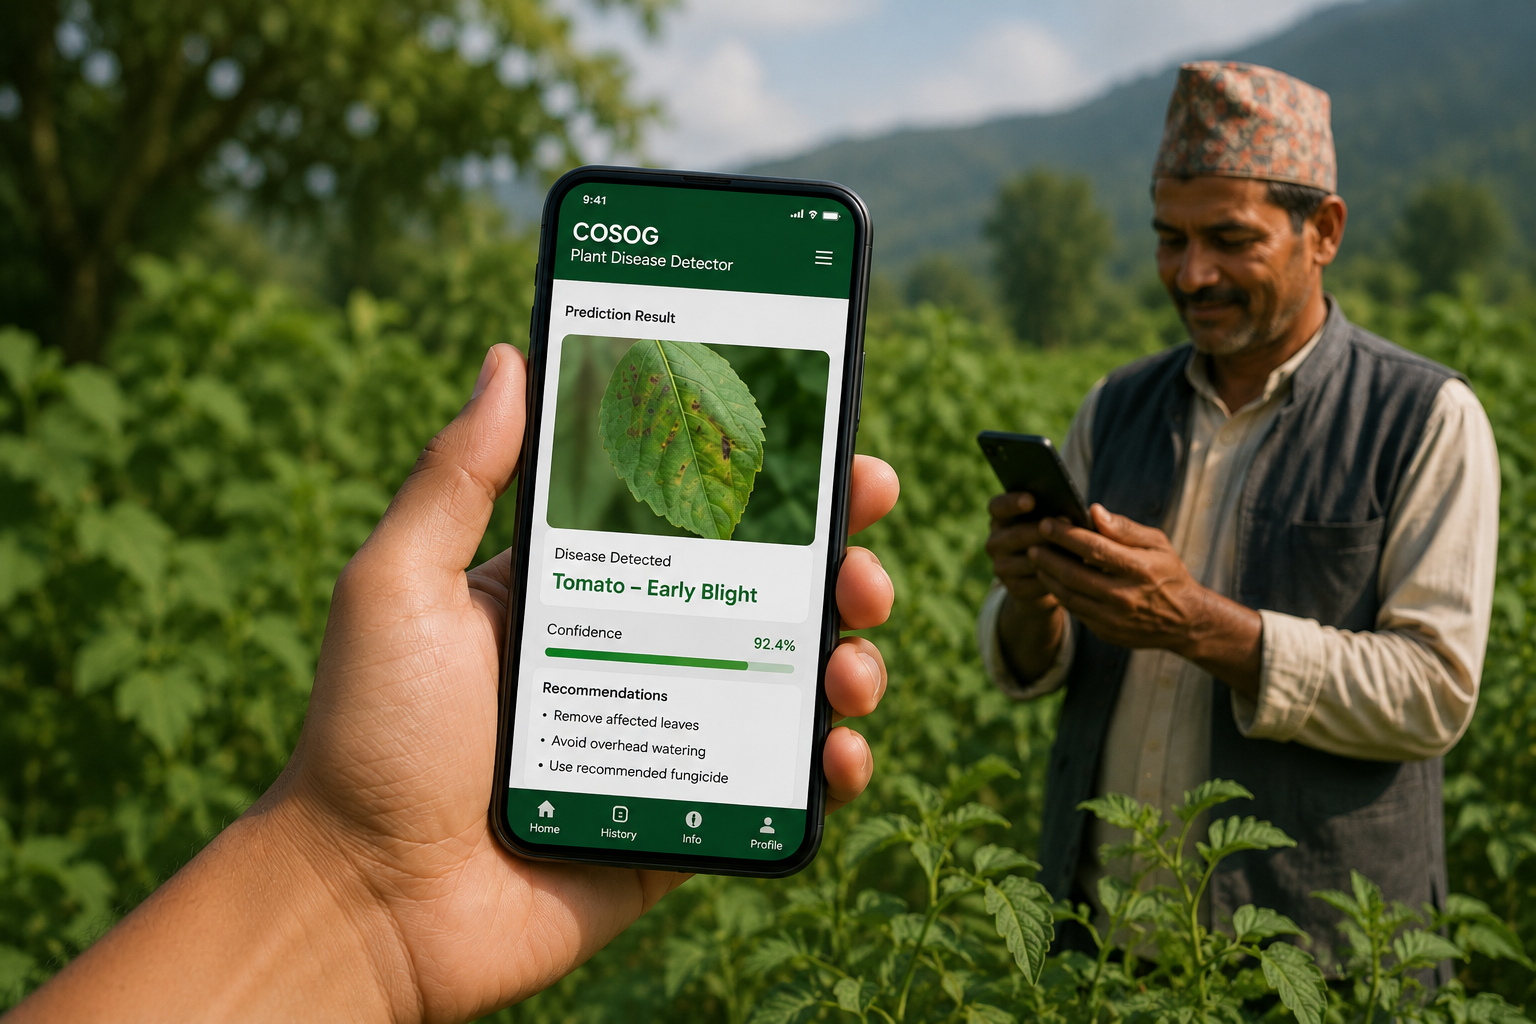 9:41
COSOG
Plant Disease Detector
Prediction Result
Disease Detected
Tomato – Early Blight
Confidence
92.4%
Recommendations
• Remove affected leaves
• Avoid overhead watering
• Use recommended fungicide
Home
History
Info
Profile